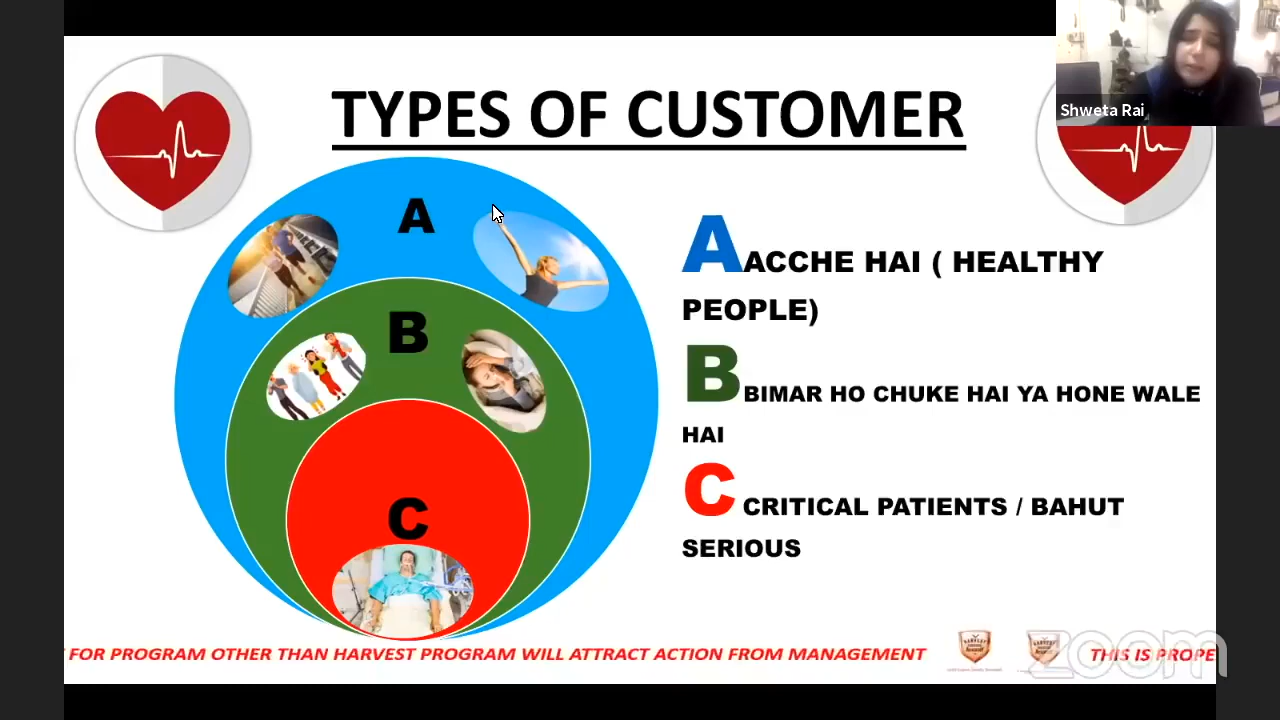 Shweta Rai
TYPES OF CUSTOMER
A
B
C
AACCHE HAI ( HEALTHY
PEOPLE)
BBIMAR HO CHUKE HAI YA HONE WALE
HAI
C CRITICAL PATIENTS / BAHUT
SERIOUS
FOR PROGRAM OTHER THAN HARVEST PROGRAM WILL ATTRACT ACTION FROM MANAGEMENT
THIS IS PROPE
zoom